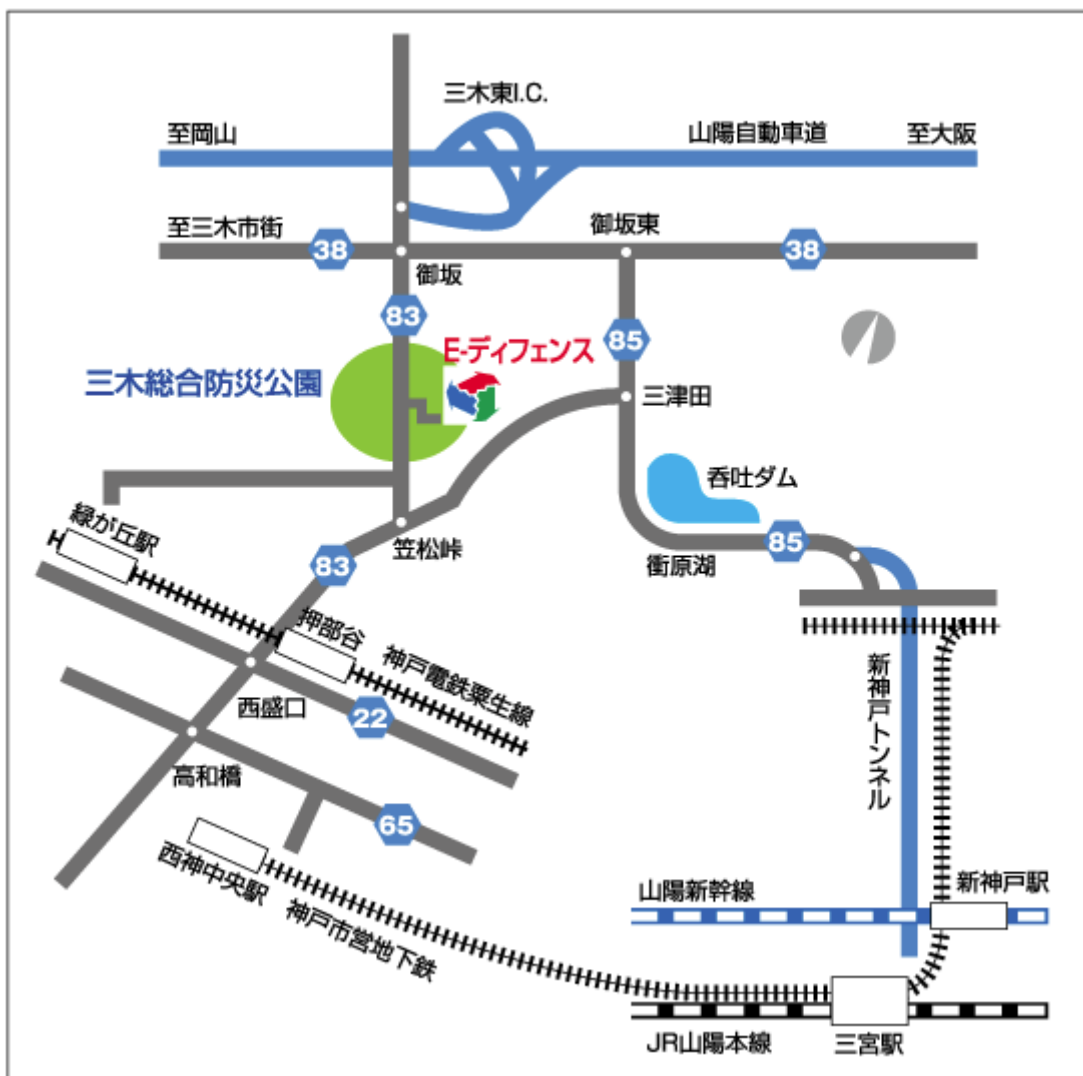 三木東I.C.
至岡山
山陽自動車道
至大阪
至三木市街
御坂東
38
38
御坂
83
85
E-ディフェンス
三木総合防災公園
三津田
呑吐ダム
緑が丘駅
笠松峠
85
衝原湖
83
押部谷
神戸電鉄粟生線
新神戸トンネル
西盛口
22
高和橋
65
西神中央駅
神戸市営地下鉄
山陽新幹線
新神戸駅
JR山陽本線
三宮駅